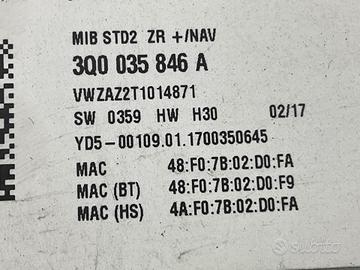 MIB STD2 ZR +/NAV
3Q0 035 846 A
VWZAZ2T1014871
SW 0359 HW H30 02/17
YD5-00109.01.1700350645
MAC 48:F0:7B:02:D0:FA
MAC (BT) 48:F0:7B:02:D0:F9
MAC (HS) 4A:F0:7B:02:D0:FA
subito